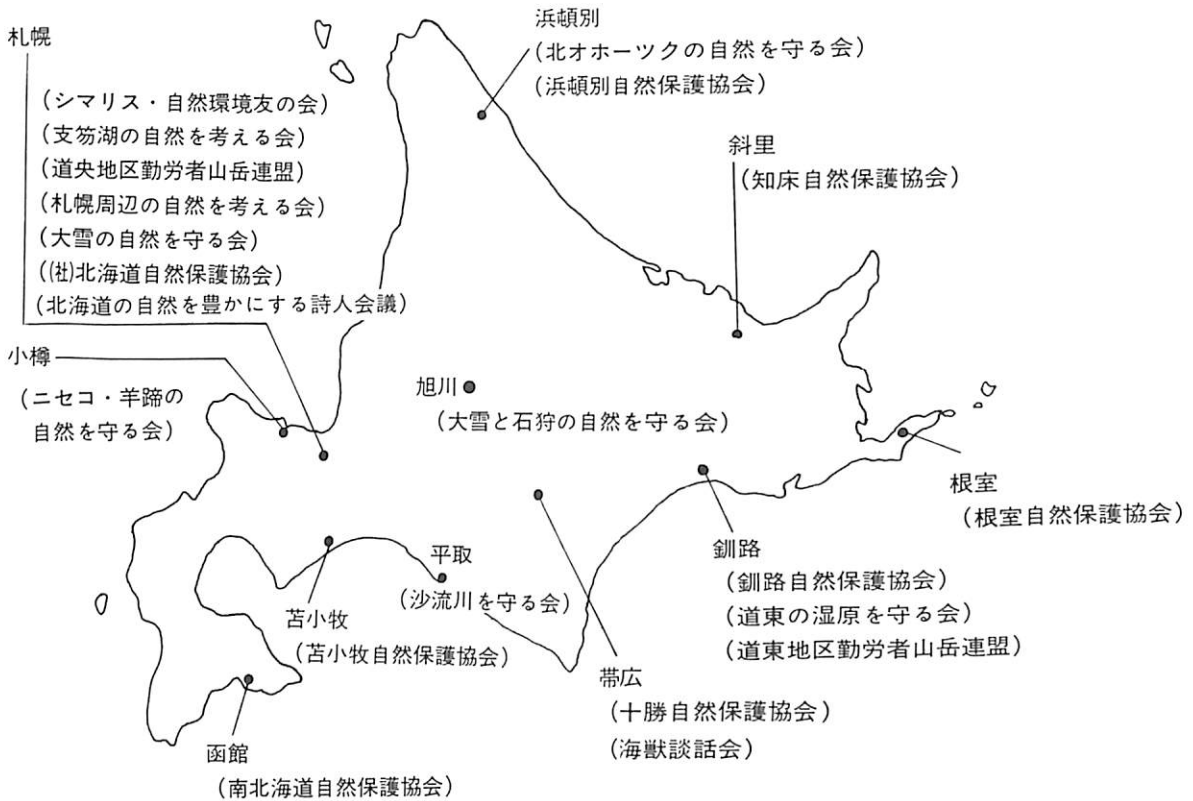 札幌
(シマリス・自然環境友の会)
(支笏湖の自然を考える会)
(道央地区勤労者山岳連盟)
(札幌周辺の自然を考える会)
(大雪の自然を守る会)
((社)北海道自然保護協会)
(北海道の自然を豊かにする詩人会議)
小樽
(ニセコ・羊蹄の
自然を守る会)
浜頓別
(北オホーツクの自然を守る会)
(浜頓別自然保護協会)
斜里
(知床自然保護協会)
旭川
(大雪と石狩の自然を守る会)
根室
(根室自然保護協会)
釧路
(釧路自然保護協会)
(道東の湿原を守る会)
(道東地区勤労者山岳連盟)
平取
(沙流川を守る会)
苫小牧
(苫小牧自然保護協会)
帯広
(十勝自然保護協会)
(海獣談話会)
函館
(南北海道自然保護協会)